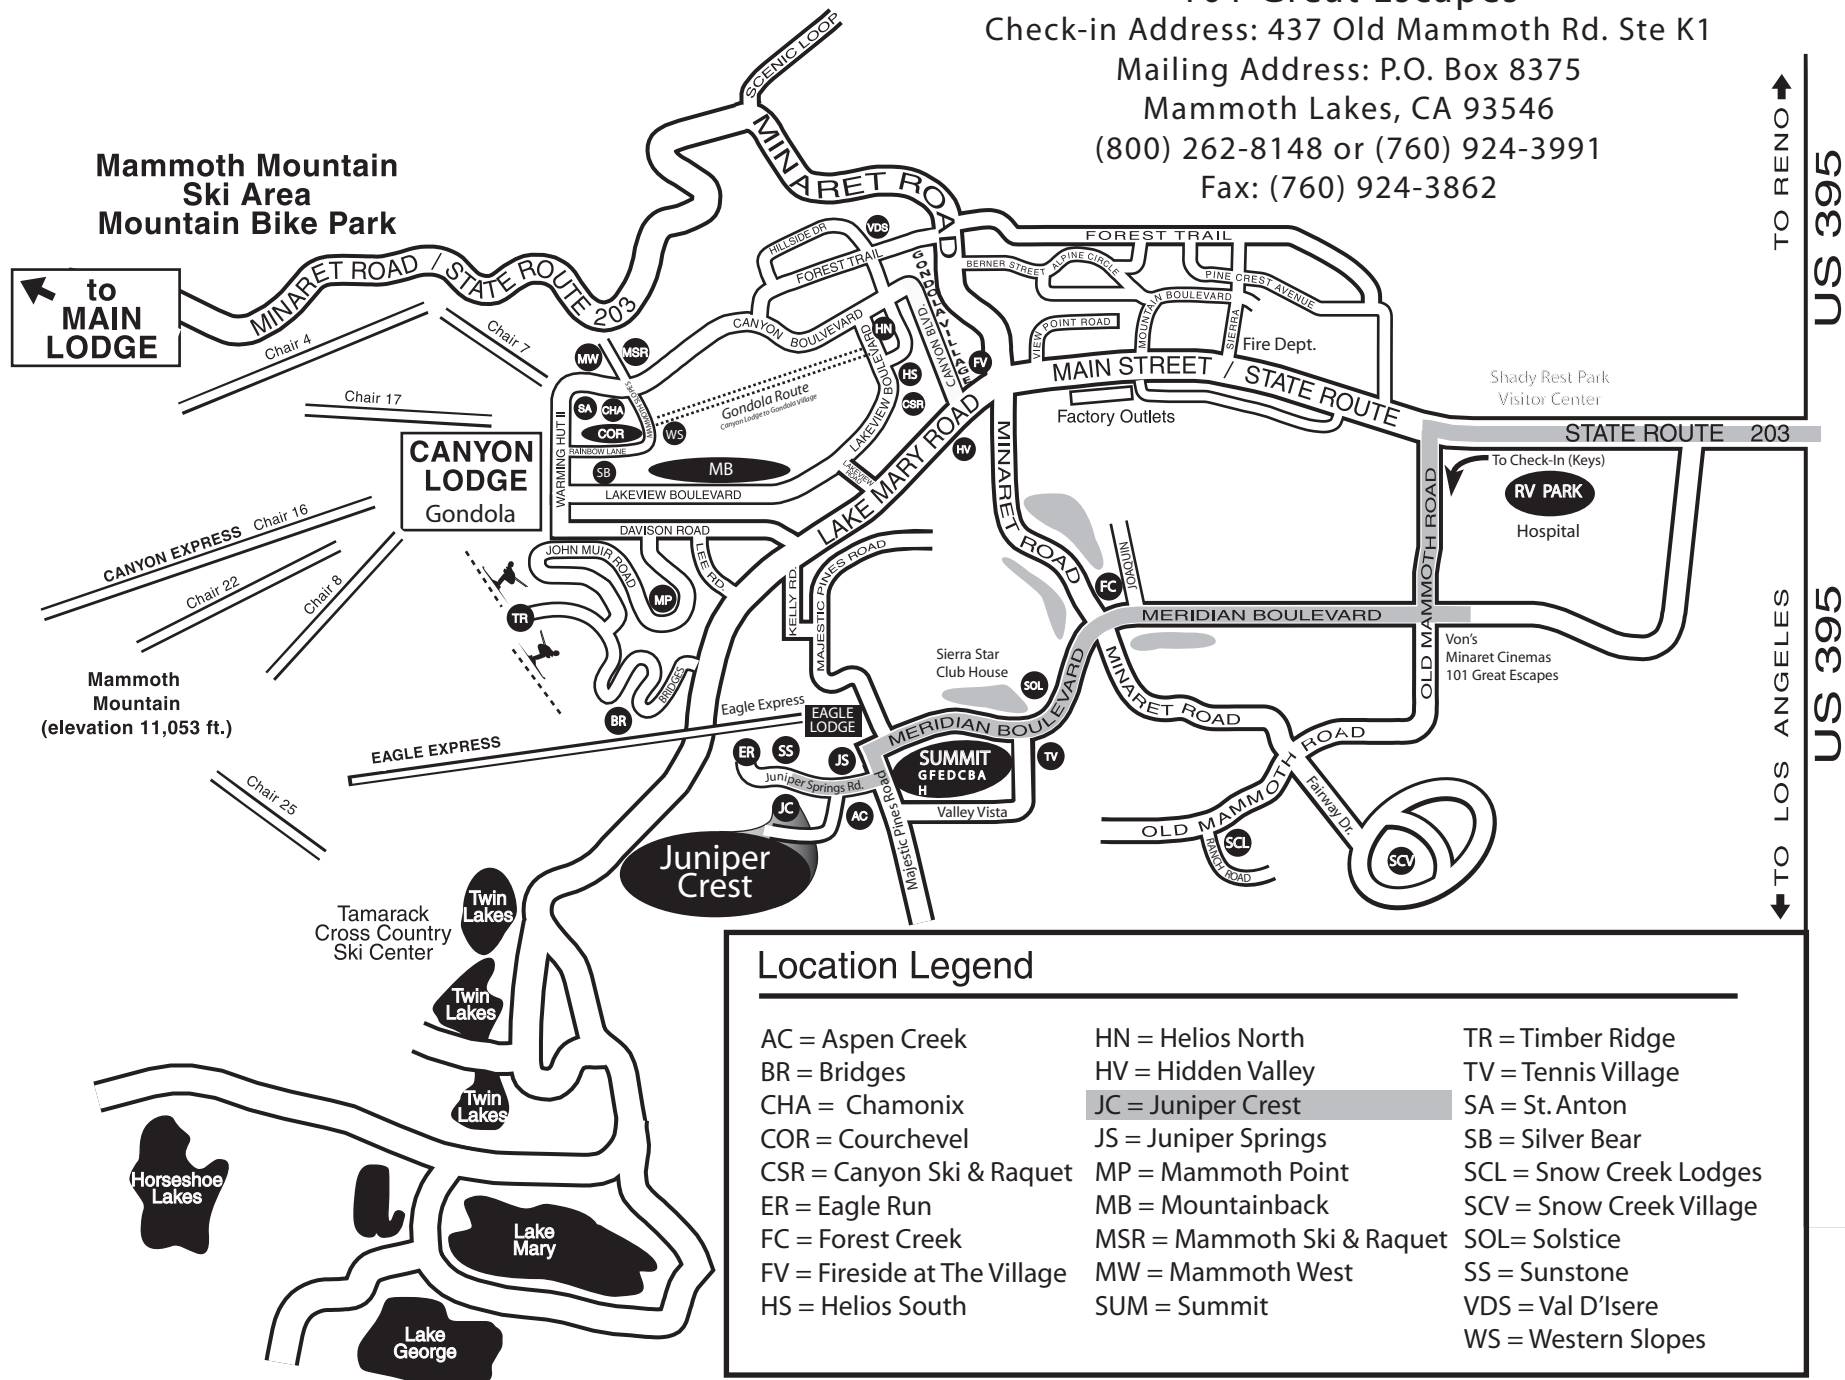 101 Great Escapes
Check-in Address: 437 Old Mammoth Rd. Ste K1
Mailing Address: P.O. Box 8375
Mammoth Lakes, CA 93546
(800) 262-8148 or (760) 924-3991
Fax: (760) 924-3862
TO RENO
US 395
US 395
TO LOS ANGELES
SCENIC LOOP
MINARET ROAD
Mammoth Mountain
Ski Area
Mountain Bike Park
to
MAIN
LODGE
MINARET ROAD / STATE ROUTE 203
Chair 4
Chair 7
Chair 17
HILLSIDE DR
VDS
FOREST TRAIL
FOREST TRAIL
BERNER STREET
ALPINE CIRCLE
PINE CREST AVENUE
MOUNTAIN BOULEVARD
SIERRA
VIEW POINT ROAD
Fire Dept.
GONDOLA VILLAGE
CANYON BLVD.
CANYON BOULVEVARD
LAKEVIEW BOULEVARD
HN
HS
CSR
FV
HV
MW
MSR
SA
CHA
COR
WS
SB
MB
MAMMOTH SLOPES
Gondola Route
Canyon Lodge to Gondola Village
RAINBOW LANE
WARMING HUT II
LAKEVIEW BOULEVARD
LAKEVIEW ROAD
LAKE MARY ROAD
MAIN STREET / STATE ROUTE
Factory Outlets
Shady Rest Park
Visitor Center
STATE ROUTE 203
To Check-In (Keys)
RV PARK
Hospital
CANYON
LODGE
Gondola
CANYON EXPRESS Chair 16
Chair 22
Chair 8
DAVISON ROAD
JOHN MUIR ROAD
LEE RD.
MP
TR
BRIDGES
BR
KELLY RD.
MAJESTIC PINES ROAD
MAJESTIC PINES
MINARET ROAD
FC
JOAQUIN
MERIDIAN BOULEVARD
OLD MAMMOTH ROAD
OLD MAMMOTH ROAD
Von's
Minaret Cinemas
101 Great Escapes
Sierra Star
Club House
SOL
MINARET ROAD
Mammoth
Mountain
(elevation 11,053 ft.)
EAGLE EXPRESS
Eagle Express
EAGLE
LODGE
MERIDIAN BOULEVARD
ER
SS
JS
TV
SUMMIT
GFEDCBA
H
Juniper Springs Rd.
JC
AC
Valley Vista
Majestic Pines Road
Juniper
Crest
Chair 25
OLD MAMMOTH ROAD
RANCH ROAD
SCL
Fairway Dr.
SCV
Tamarack
Cross Country
Ski Center
Twin
Lakes
Twin
Lakes
Twin
Lakes
Horseshoe
Lakes
Lake
Mary
Lake
George
Location Legend
AC = Aspen Creek
BR = Bridges
CHA = Chamonix
COR = Courchevel
CSR = Canyon Ski & Raquet
ER = Eagle Run
FC = Forest Creek
FV = Fireside at The Village
HS = Helios South
HN = Helios North
HV = Hidden Valley
JC = Juniper Crest
JS = Juniper Springs
MP = Mammoth Point
MB = Mountainback
MSR = Mammoth Ski & Raquet
MW = Mammoth West
SUM = Summit
TR = Timber Ridge
TV = Tennis Village
SA = St. Anton
SB = Silver Bear
SCL = Snow Creek Lodges
SCV = Snow Creek Village
SOL= Solstice
SS = Sunstone
VDS = Val D'Isere
WS = Western Slopes